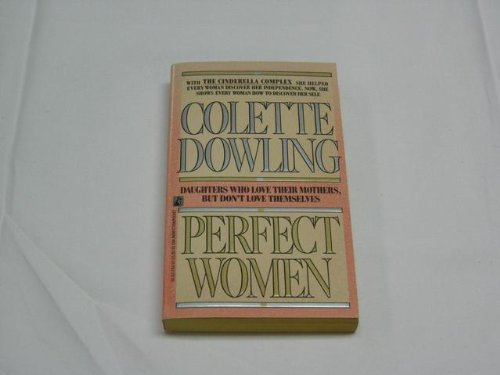 WITH THE CINDERELLA COMPLEX SHE HELPED
EVERY WOMAN DISCOVER HER INDEPENDENCE. NOW, SHE
SHOWS EVERY WOMAN HOW TO DISCOVER HERSELF.
COLETTE
DOWLING
DAUGHTERS WHO LOVE THEIR MOTHERS,
BUT DON'T LOVE THEMSELVES
PERFECT
WOMEN